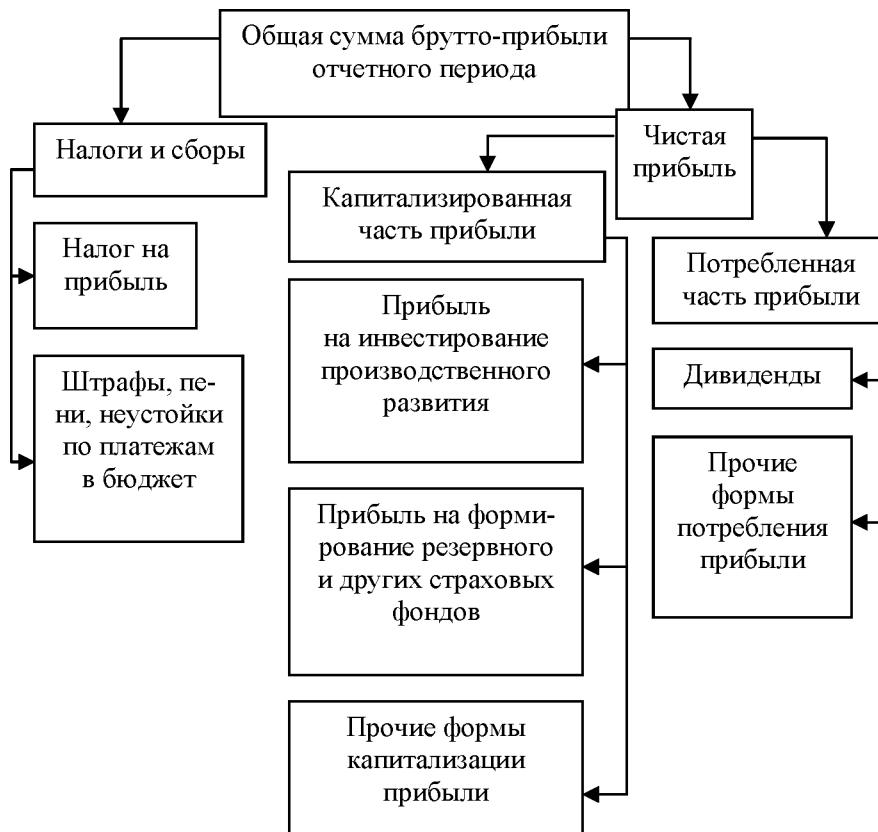 Общая сумма брутто-прибыли
отчетного периода
Налоги и сборы
Налог на
прибыль
Штрафы, пе-
ни, неустойки
по платежам
в бюджет
Чистая
прибыль
Капитализированная
часть прибыли
Прибыль
на инвестирование
производственного
развития
Прибыль на форми-
рование резервного
и других страховых
фондов
Прочие формы
капитализации
прибыли
Потребленная
часть прибыли
Дивиденды
Прочие
формы
потребления
прибыли